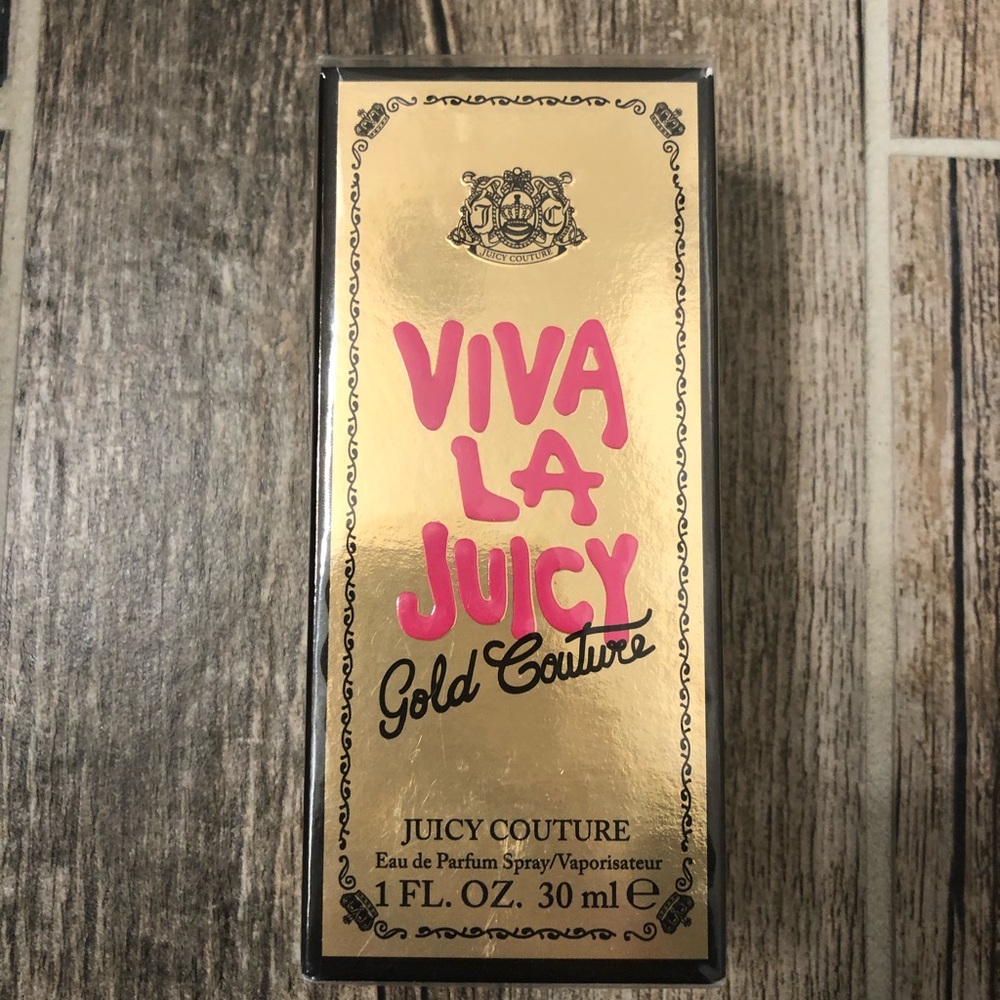 J C
JUICY COUTURE
VIVA
LA
JUICY
Gold Couture
JUICY COUTURE
Eau de Parfum Spray/Vaporisateur
1 FL. OZ. 30 ml ℮